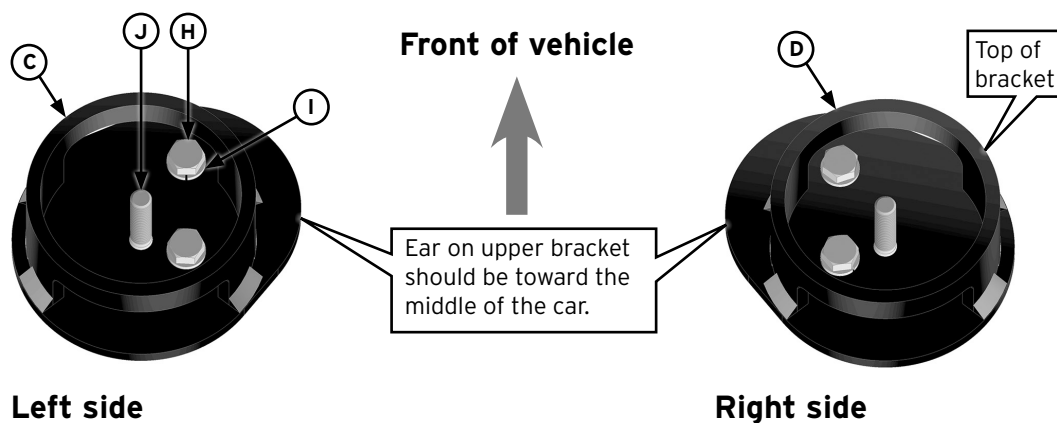 J
H
Front of vehicle
D
Top of
bracket
C
I
Ear on upper bracket
should be toward the
middle of the car.
Left side
Right side